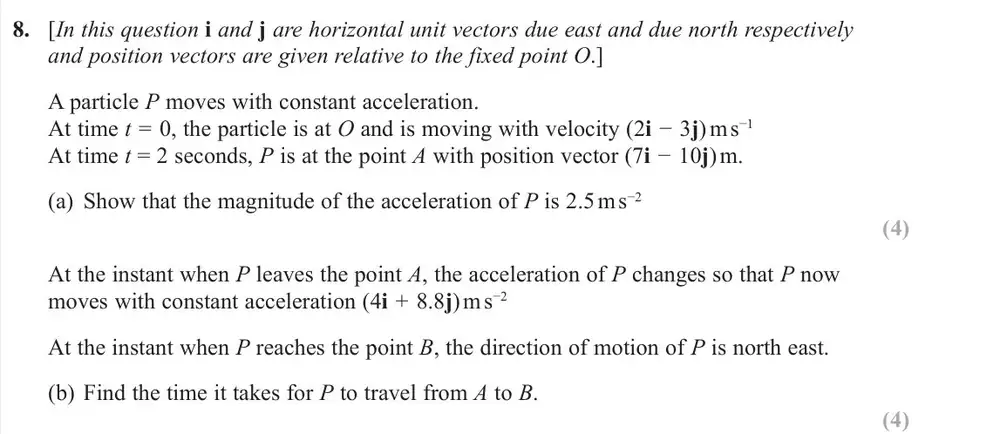 8. [In this question i and j are horizontal unit vectors due east and due north respectively
and position vectors are given relative to the fixed point O.]
A particle P moves with constant acceleration.
At time t = 0, the particle is at O and is moving with velocity (2i − 3j) m s⁻¹
At time t = 2 seconds, P is at the point A with position vector (7i − 10j) m.
(a) Show that the magnitude of the acceleration of P is 2.5 m s⁻²
(4)
At the instant when P leaves the point A, the acceleration of P changes so that P now
moves with constant acceleration (4i + 8.8j) m s⁻²
At the instant when P reaches the point B, the direction of motion of P is north east.
(b) Find the time it takes for P to travel from A to B.
(4)